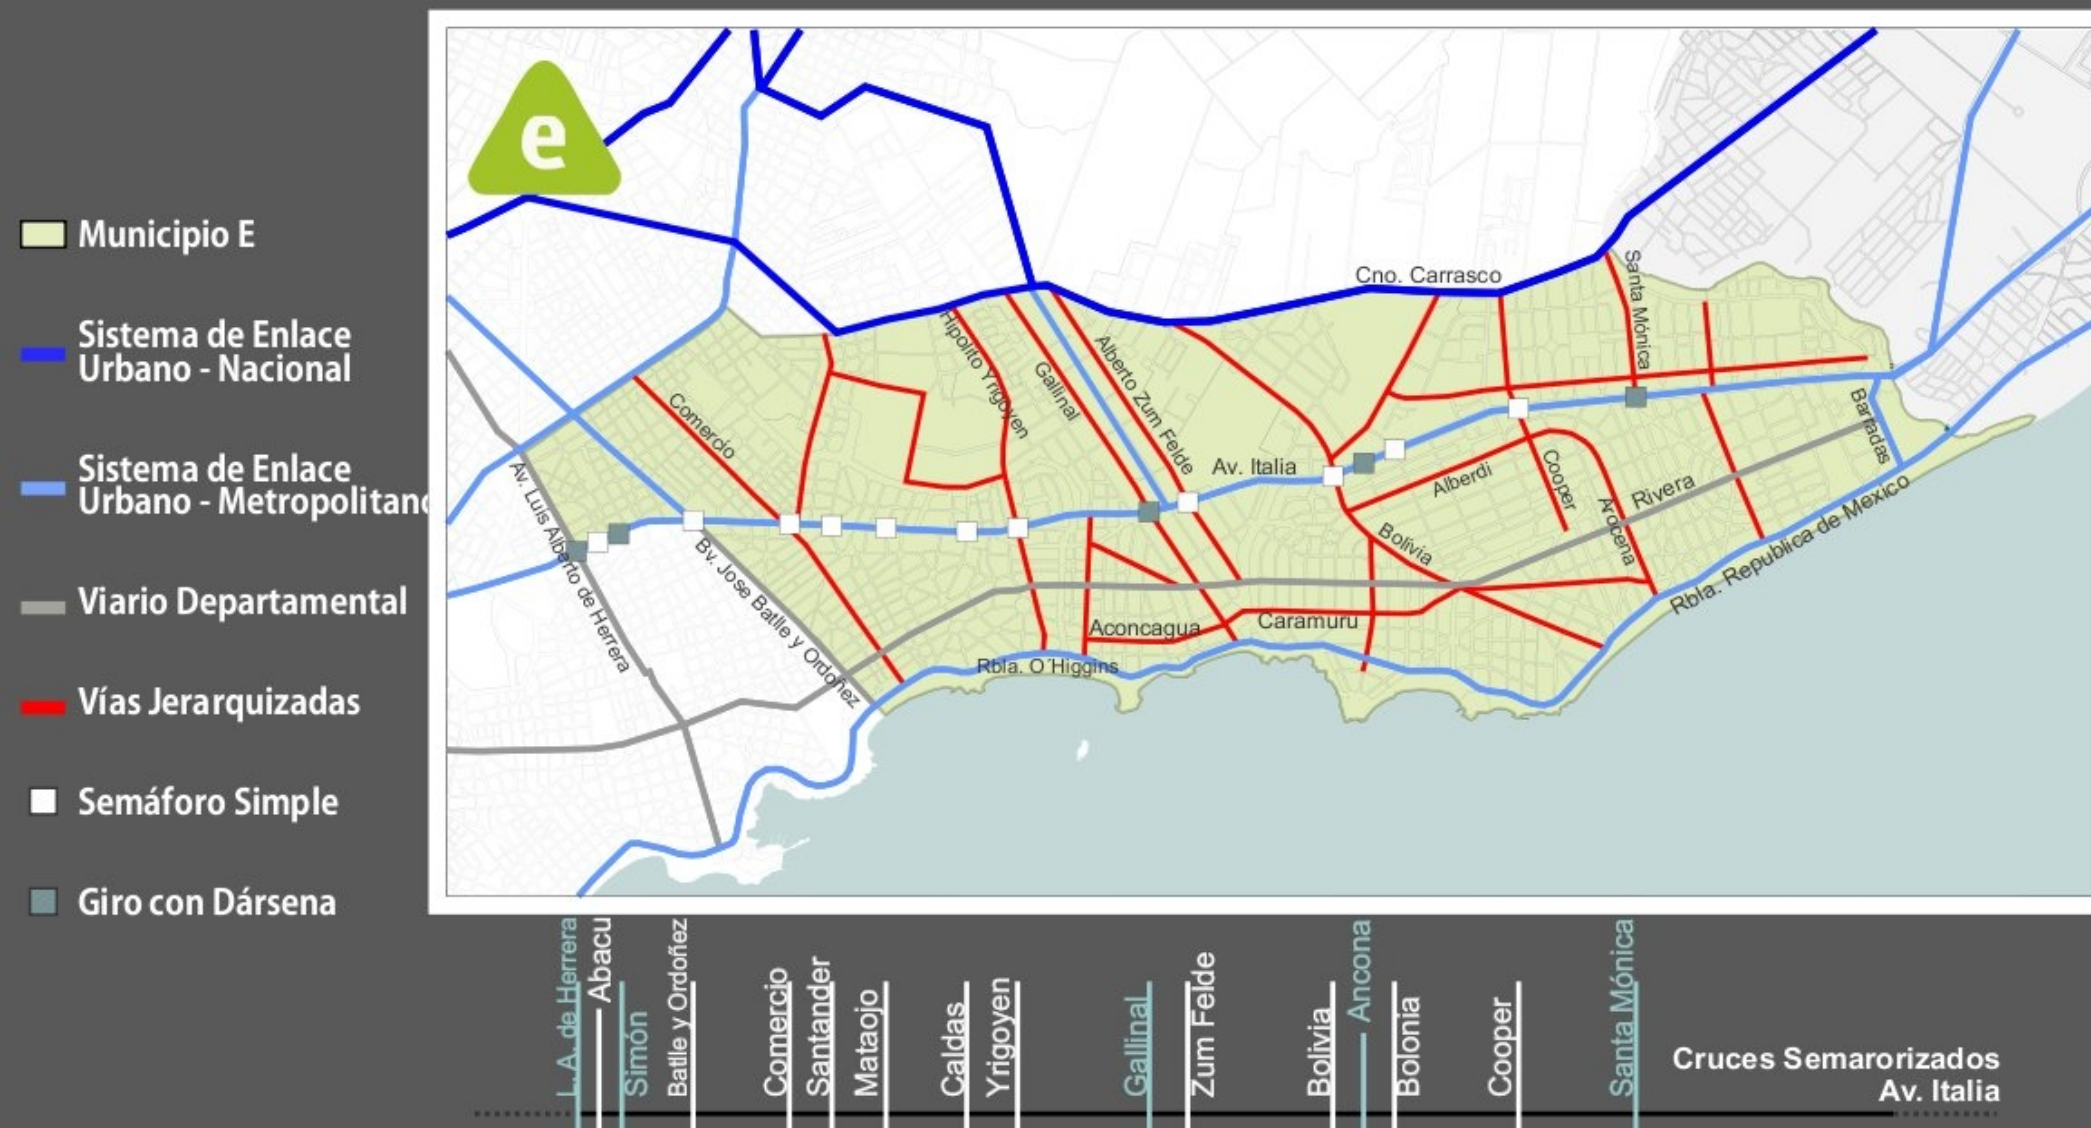 e
Municipio E
Sistema de Enlace
Urbano - Nacional
Sistema de Enlace
Urbano - Metropolitano
Viario Departamental
Vías Jerarquizadas
Semáforo Simple
Giro con Dársena
Cno. Carrasco
Santa Mónica
Hipolito Yrigoyen
Gallinal
Alberto Zum Felde
Comercio
Av. Italia
Alberdi
Cooper
Arocena
Rivera
Barradas
Av. Luis Alberto de Herrera
Bv. Jose Batlle y Ordoñez
Bolivia
Rbla. Republica de Mexico
Aconcagua
Caramuru
Rbla. O´Higgins
L. A. de Herrera
Abacu
Simón
Batlle y Ordoñez
Comercio
Santander
Mataojo
Caldas
Yrigoyen
Gallinal
Zum Felde
Bolivia
Ancona
Bolonia
Cooper
Santa Mónica
Cruces Semarorizados
Av. Italia